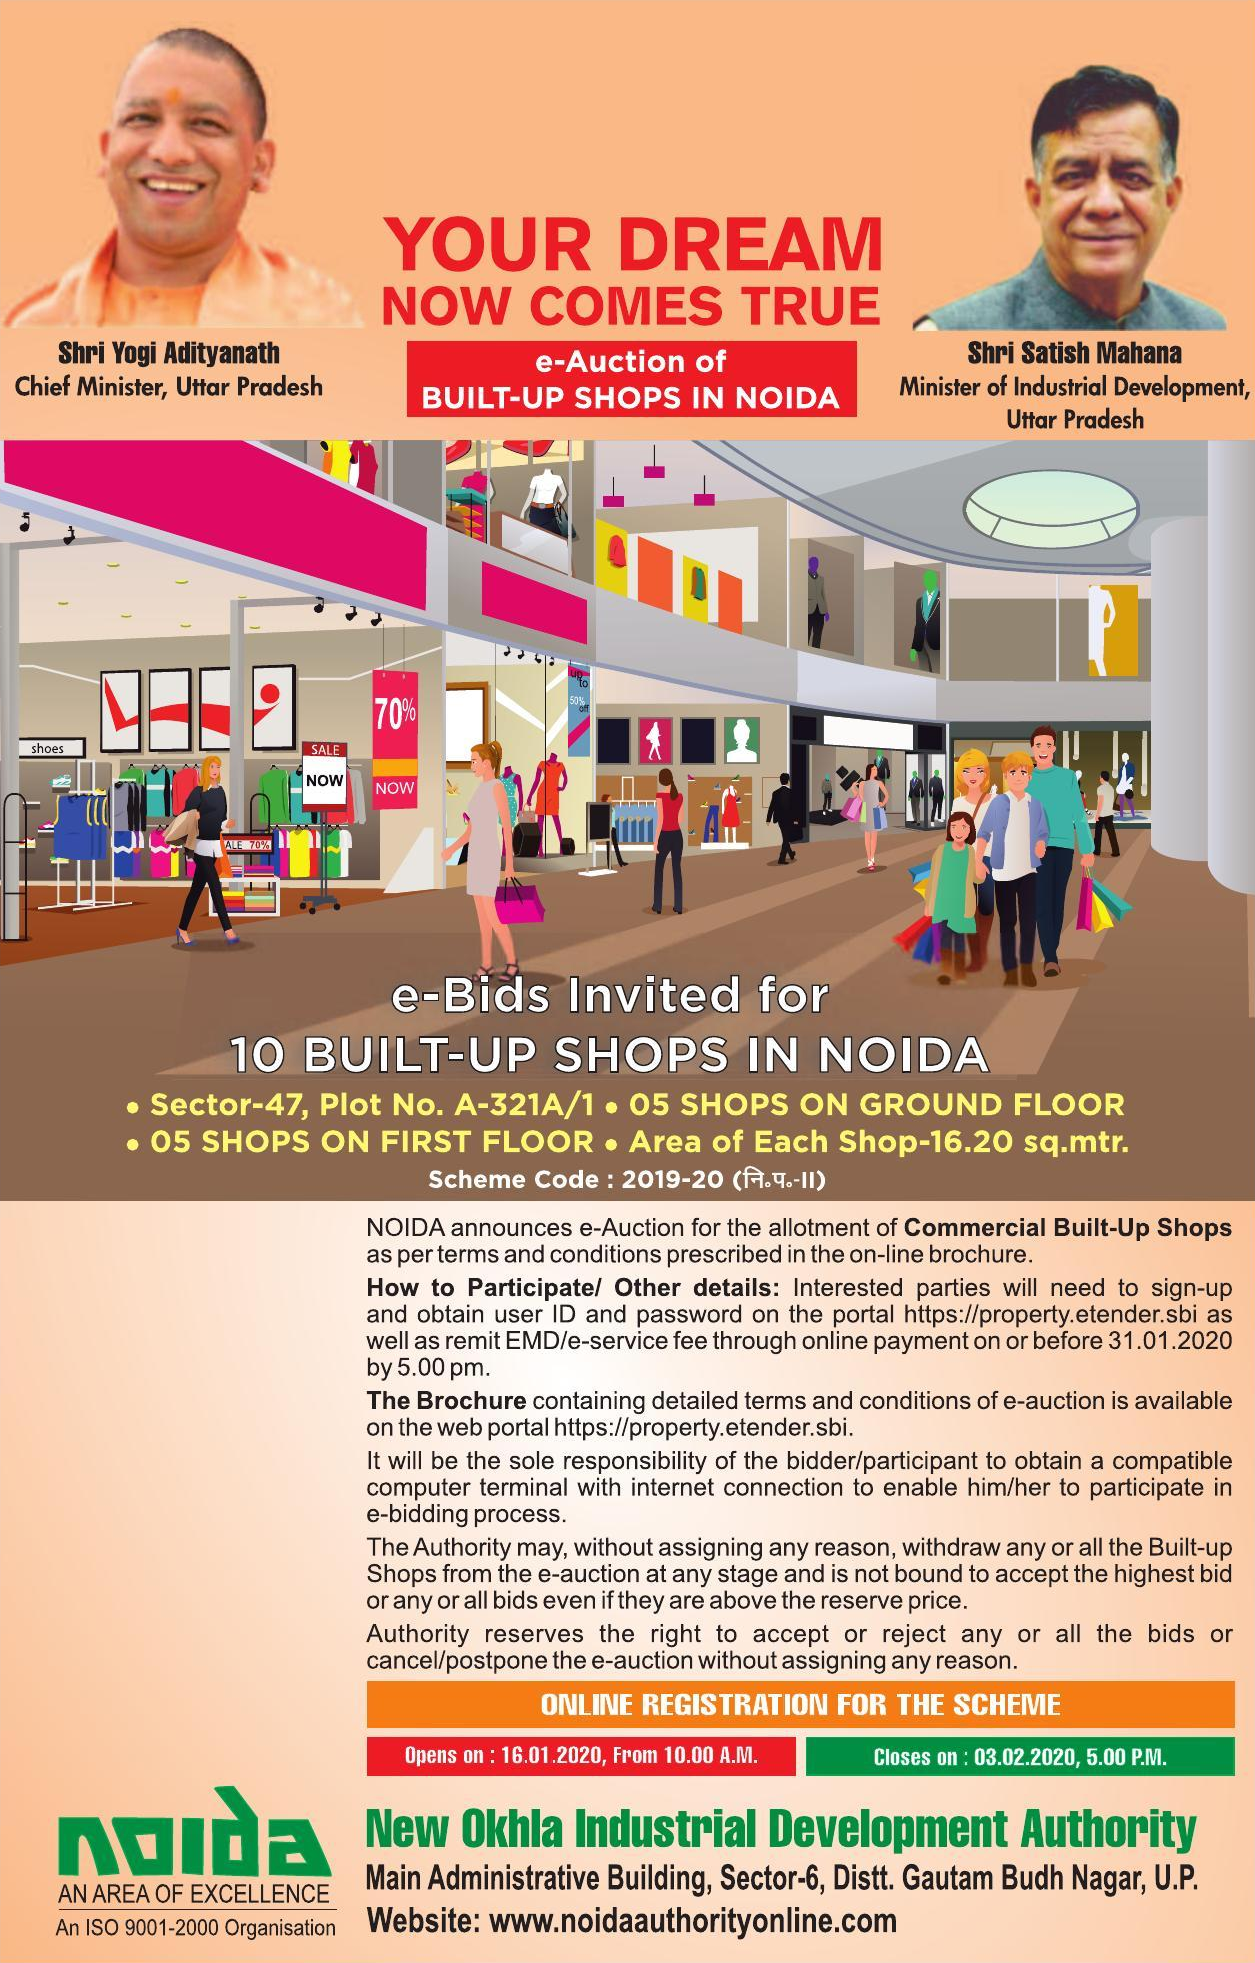 YOUR DREAM
NOW COMES TRUE
Shri Yogi Adityanath
Chief Minister, Uttar Pradesh
e-Auction of
BUILT-UP SHOPS IN NOIDA
Shri Satish Mahana
Minister of Industrial Development,
Uttar Pradesh
up
to
50%
off
70%
NOW
shoes
SALE
NOW
ALE 70%
e-Bids Invited for
10 BUILT-UP SHOPS IN NOIDA
• Sector-47, Plot No. A-321A/1 • 05 SHOPS ON GROUND FLOOR
• 05 SHOPS ON FIRST FLOOR • Area of Each Shop-16.20 sq.mtr.
Scheme Code : 2019-20 (नि.प.-II)
NOIDA announces e-Auction for the allotment of Commercial Built-Up Shops
as per terms and conditions prescribed in the on-line brochure.
How to Participate/ Other details: Interested parties will need to sign-up
and obtain user ID and password on the portal https://property.etender.sbi as
well as remit EMD/e-service fee through online payment on or before 31.01.2020
by 5.00 pm.
The Brochure containing detailed terms and conditions of e-auction is available
on the web portal https://property.etender.sbi.
It will be the sole responsibility of the bidder/participant to obtain a compatible
computer terminal with internet connection to enable him/her to participate in
e-bidding process.
The Authority may, without assigning any reason, withdraw any or all the Built-up
Shops from the e-auction at any stage and is not bound to accept the highest bid
or any or all bids even if they are above the reserve price.
Authority reserves the right to accept or reject any or all the bids or
cancel/postpone the e-auction without assigning any reason.
ONLINE REGISTRATION FOR THE SCHEME
Opens on : 16.01.2020, From 10.00 A.M.
Closes on : 03.02.2020, 5.00 P.M.
noida
AN AREA OF EXCELLENCE
An ISO 9001-2000 Organisation
New Okhla Industrial Development Authority
Main Administrative Building, Sector-6, Distt. Gautam Budh Nagar, U.P.
Website: www.noidaauthorityonline.com